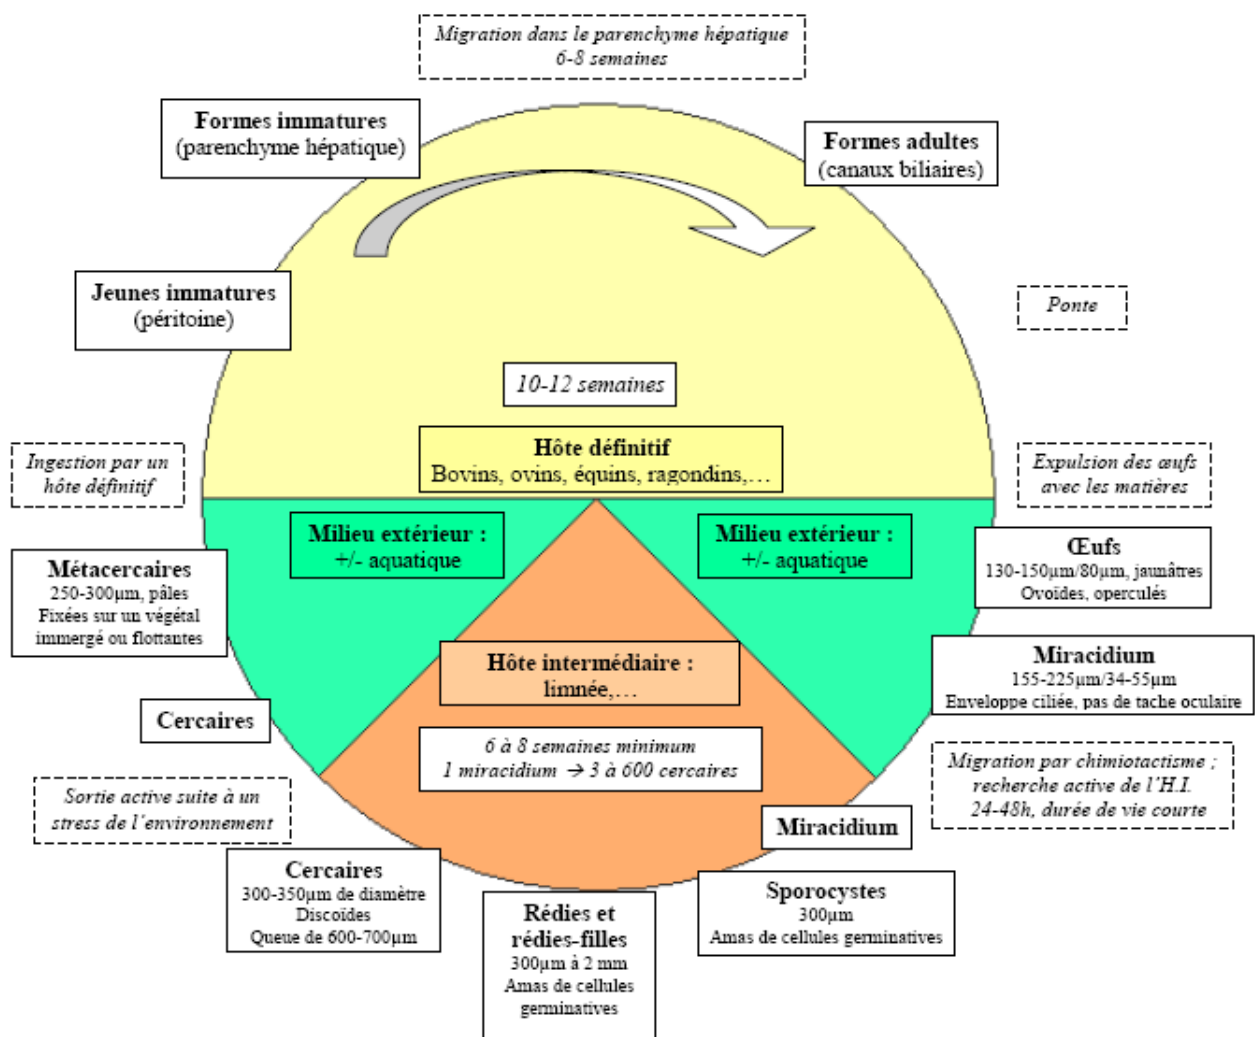 Migration dans le parenchyme hépatique
6-8 semaines
Formes immatures
(parenchyme hépatique)
Formes adultes
(canaux biliaires)
Jeunes immatures
(péritoine)
Ponte
10-12 semaines
Hôte définitif
Bovins, ovins, équins, ragondins,…
Ingestion par un
hôte définitif
Expulsion des œufs
avec les matières
Milieu extérieur :
+/- aquatique
Milieu extérieur :
+/- aquatique
Métacercaires
250-300µm, pâles
Fixées sur un végétal
immergé ou flottantes
Œufs
130-150µm/80µm, jaunâtres
Ovoïdes, operculés
Hôte intermédiaire :
limnée,…
Miracidium
155-225µm/34-55µm
Enveloppe ciliée, pas de tache oculaire
Cercaires
6 à 8 semaines minimum
1 miracidium → 3 à 600 cercaires
Migration par chimiotactisme ;
recherche active de l'H.I.
24-48h, durée de vie courte
Sortie active suite à un
stress de l'environnement
Miracidium
Cercaires
300-350µm de diamètre
Discoïdes
Queue de 600-700µm
Sporocystes
300µm
Amas de cellules germinatives
Rédies et
rédies-filles
300µm à 2 mm
Amas de cellules
germinatives